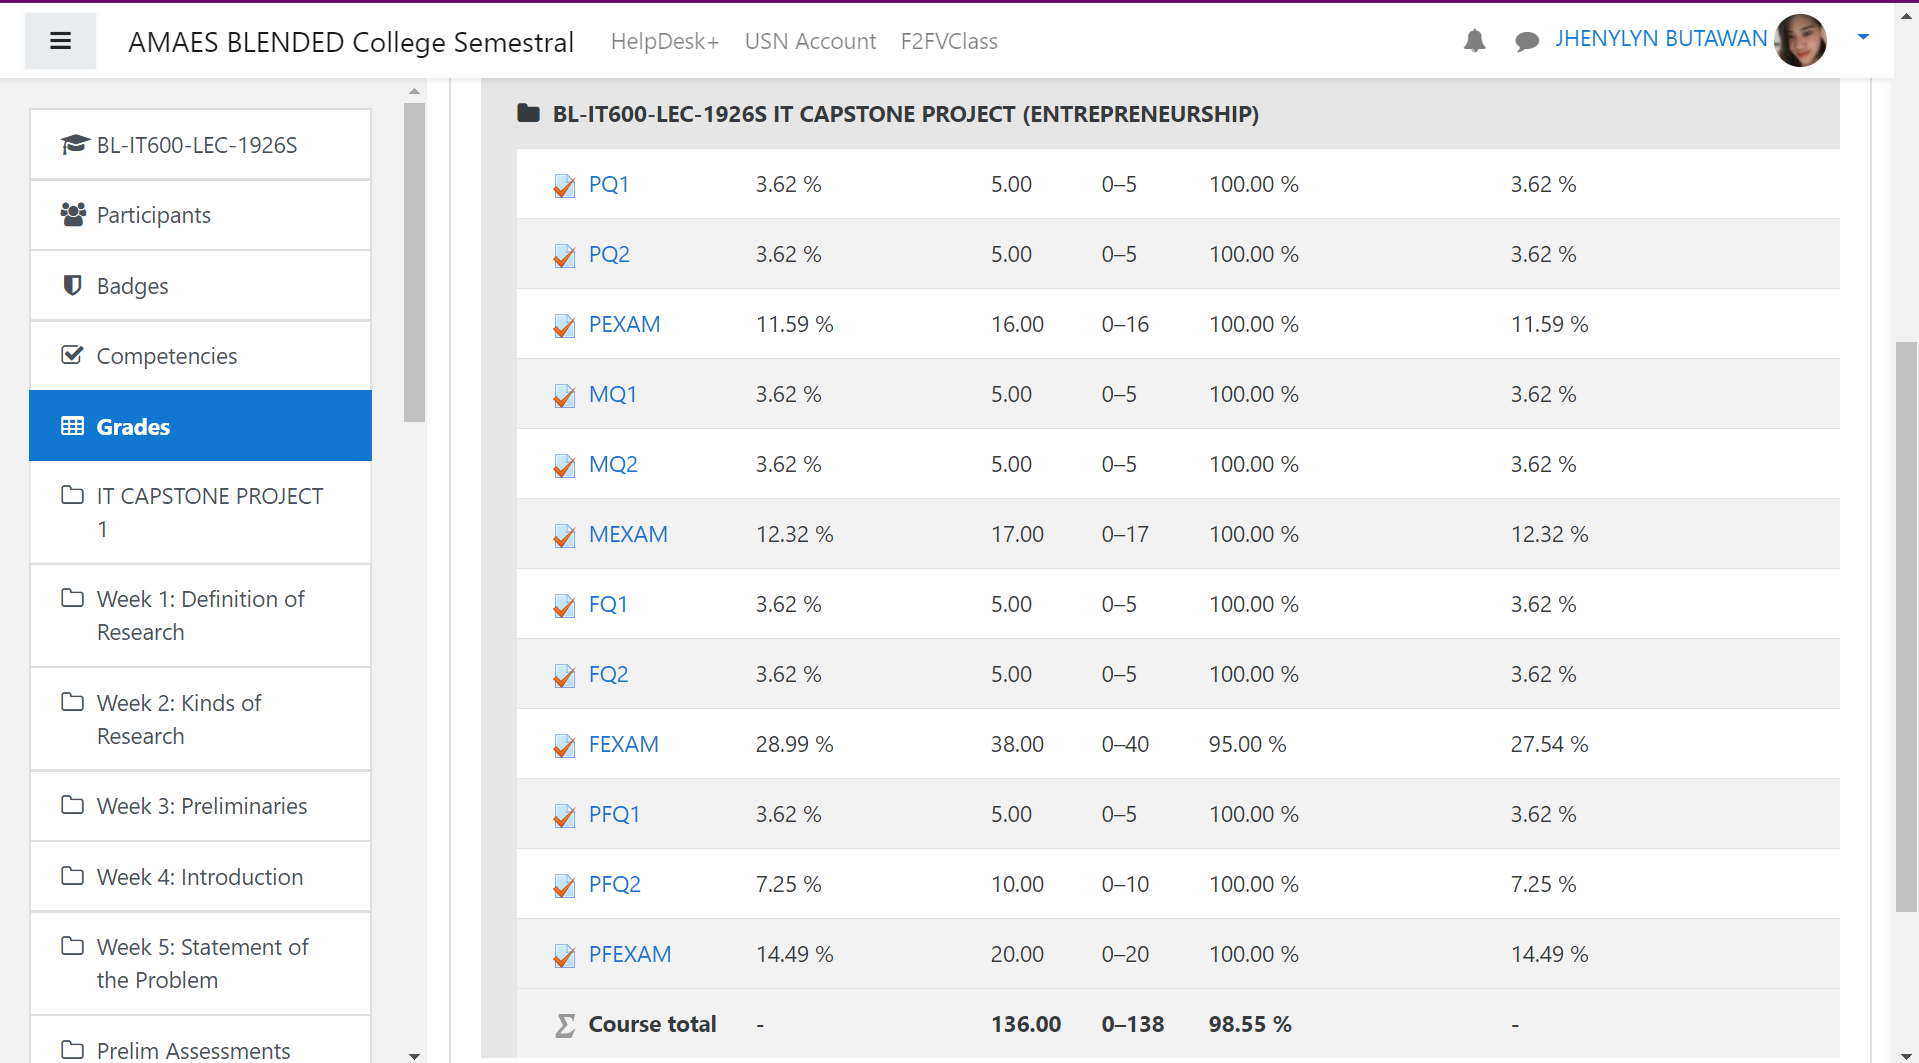 AMAES BLENDED College Semestral HelpDesk+ USN Account F2FVClass JHENYLYN BUTAWAN
BL-IT600-LEC-1926S
Participants
Badges
Competencies
Grades
IT CAPSTONE PROJECT
1
Week 1: Definition of
Research
Week 2: Kinds of
Research
Week 3: Preliminaries
Week 4: Introduction
Week 5: Statement of
the Problem
Prelim Assessments
BL-IT600-LEC-1926S IT CAPSTONE PROJECT (ENTREPRENEURSHIP)
PQ1 3.62 % 5.00 0–5 100.00 % 3.62 %
PQ2 3.62 % 5.00 0–5 100.00 % 3.62 %
PEXAM 11.59 % 16.00 0–16 100.00 % 11.59 %
MQ1 3.62 % 5.00 0–5 100.00 % 3.62 %
MQ2 3.62 % 5.00 0–5 100.00 % 3.62 %
MEXAM 12.32 % 17.00 0–17 100.00 % 12.32 %
FQ1 3.62 % 5.00 0–5 100.00 % 3.62 %
FQ2 3.62 % 5.00 0–5 100.00 % 3.62 %
FEXAM 28.99 % 38.00 0–40 95.00 % 27.54 %
PFQ1 3.62 % 5.00 0–5 100.00 % 3.62 %
PFQ2 7.25 % 10.00 0–10 100.00 % 7.25 %
PFEXAM 14.49 % 20.00 0–20 100.00 % 14.49 %
Course total - 136.00 0–138 98.55 % -